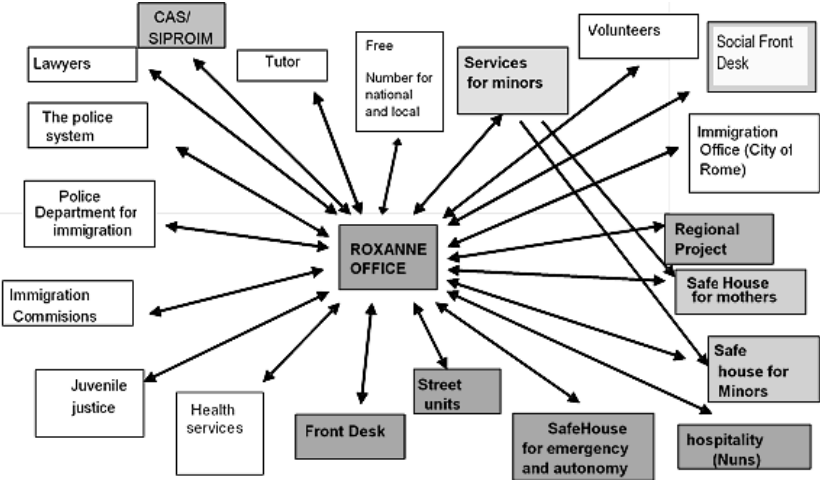 CAS/
SIPROIM
Lawyers
Tutor
Free
Number for
national
and local
Services
for minors
Volunteers
Social Front
Desk
The police
system
Immigration
Office (City of
Rome)
Police
Department for
immigration
ROXANNE
OFFICE
Regional
Project
Safe House
for mothers
Immigration
Commisions
Safe
house for
Minors
Juvenile
justice
Health
services
Front Desk
Street
units
SafeHouse
for emergency
and autonomy
hospitality
(Nuns)